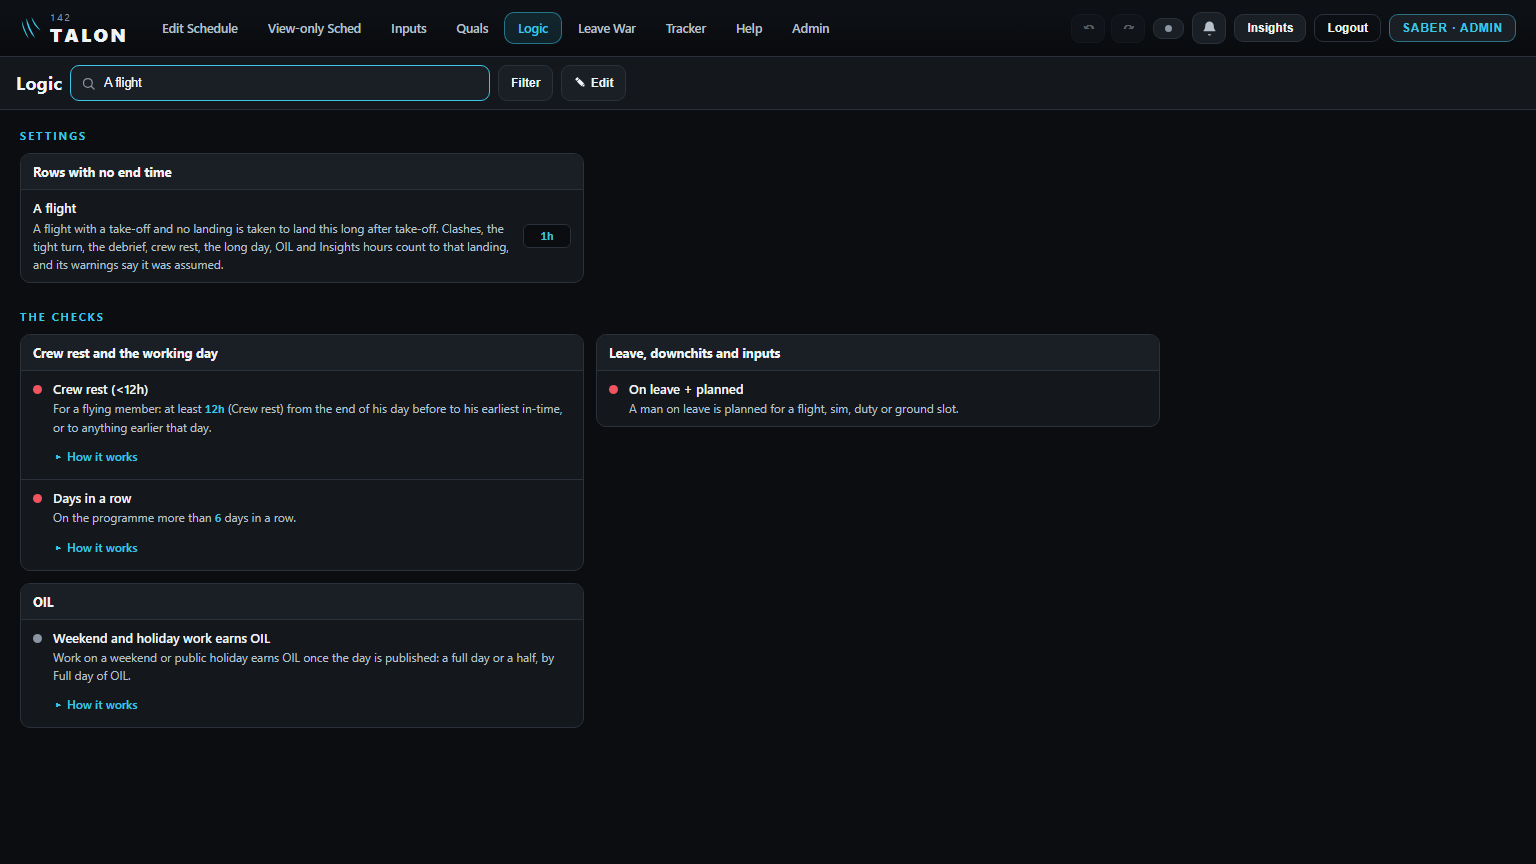 142
TALON
Edit Schedule
View-only Sched
Inputs
Quals
Logic
Leave War
Tracker
Help
Admin
Insights
Logout
SABER · ADMIN
Logic
A flight
Filter
✎ Edit
SETTINGS
Rows with no end time
A flight
A flight with a take-off and no landing is taken to land this long after take-off. Clashes, the
tight turn, the debrief, crew rest, the long day, OIL and Insights hours count to that landing,
and its warnings say it was assumed.
1h
THE CHECKS
Crew rest and the working day
Crew rest (<12h)
For a flying member: at least 12h (Crew rest) from the end of his day before to his earliest in-time,
or to anything earlier that day.
▸ How it works
Days in a row
On the programme more than 6 days in a row.
▸ How it works
Leave, downchits and inputs
On leave + planned
A man on leave is planned for a flight, sim, duty or ground slot.
OIL
Weekend and holiday work earns OIL
Work on a weekend or public holiday earns OIL once the day is published: a full day or a half, by
Full day of OIL.
▸ How it works